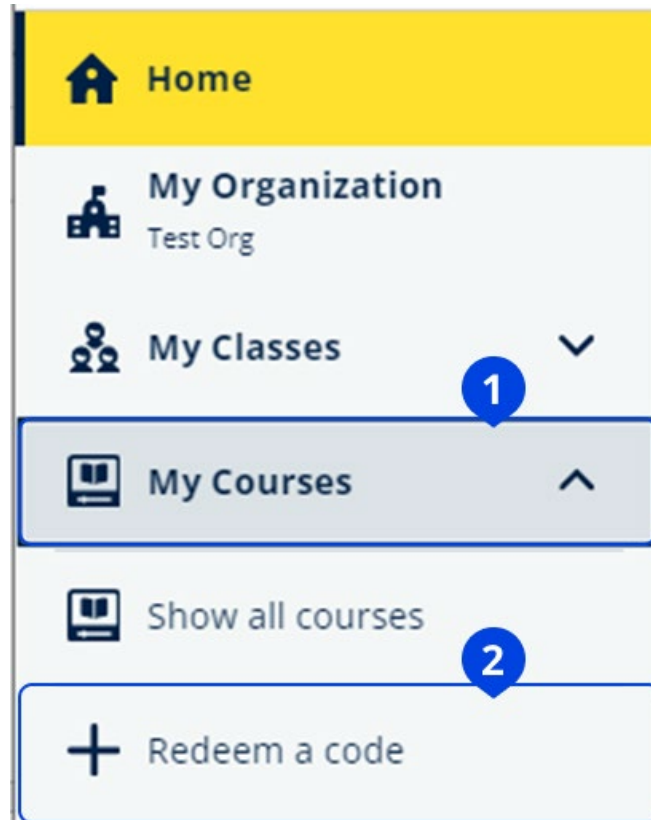 Home
My Organization
Test Org
My Classes
1
My Courses
Show all courses
2
Redeem a code